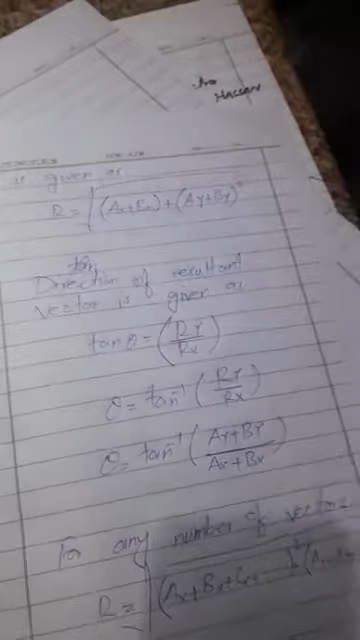 HASSAN
is given as
R = √(Ax+Bx) + (Ay+By)²
tan
Direction of resultant
vector is given as
tanθ = (Ry/Rx)
θ = tan⁻¹ (Ry/Rx)
θ = tan⁻¹ (Ay+By/Ax+Bx)
For any number of vectors
R = √(Ax+Bx+Cx